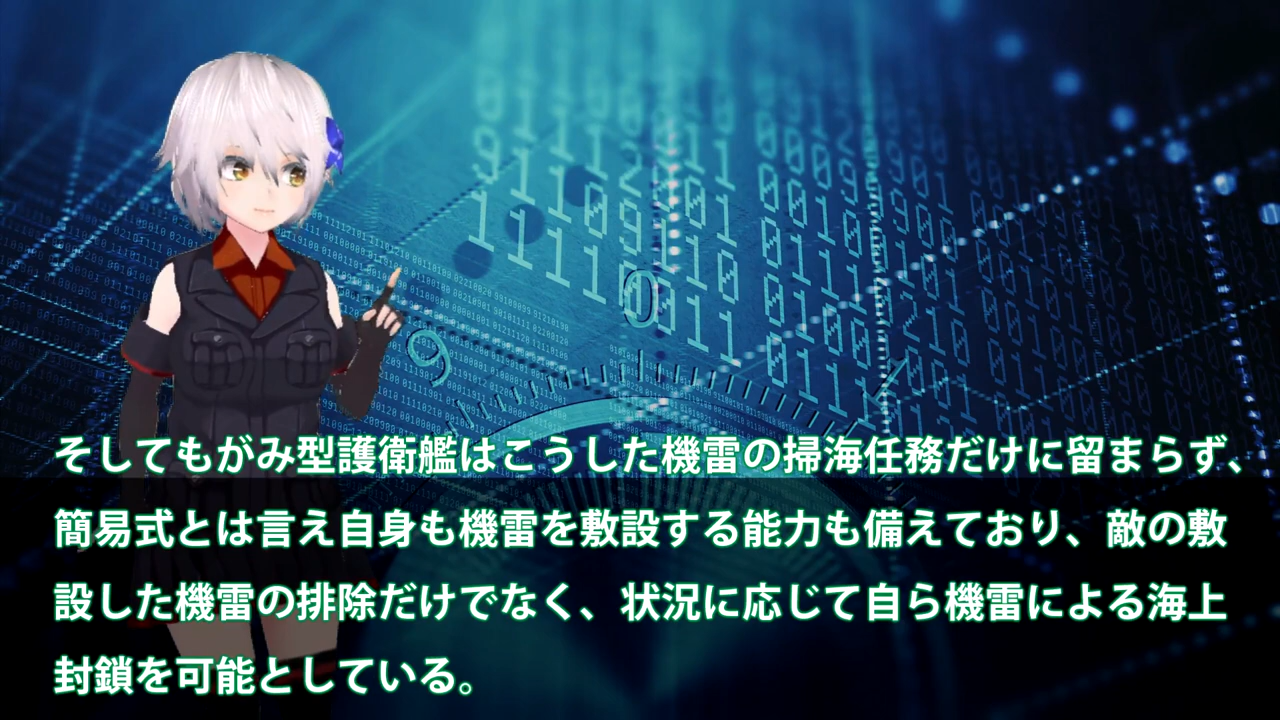 そしてもがみ型護衛艦はこうした機雷の掃海任務だけに留まらず、
簡易式とは言え自身も機雷を敷設する能力も備えており、敵の敷
設した機雷の排除だけでなく、状況に応じて自ら機雷による海上
封鎖を可能としている。